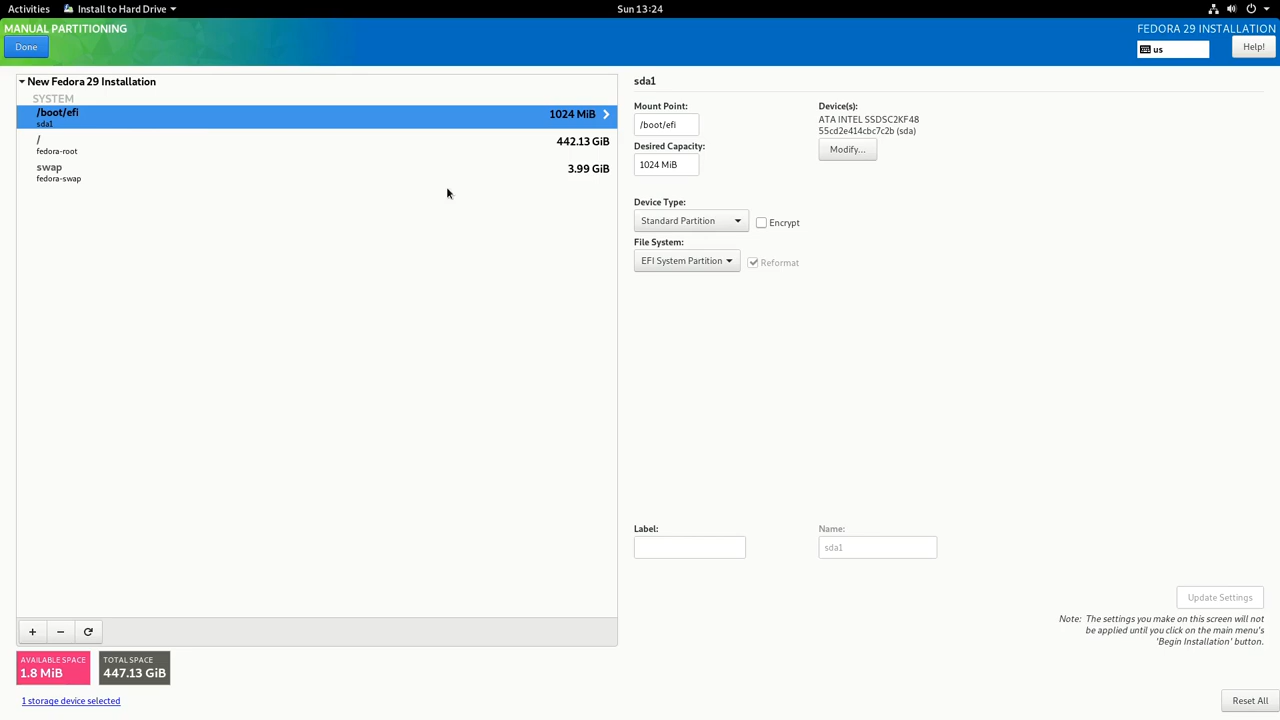 Activities Install to Hard Drive Sun 13:24
MANUAL PARTITIONING FEDORA 29 INSTALLATION
Done us Help!
New Fedora 29 Installation
SYSTEM
/boot/efi 1024 MiB
sda1
/ 442.13 GiB
fedora-root
swap 3.99 GiB
fedora-swap
sda1
Mount Point: Device(s):
/boot/efi ATA INTEL SSDSC2KF48
55cd2e414cbc7c2b (sda)
Desired Capacity: Modify...
1024 MiB
Device Type:
Standard Partition Encrypt
File System:
EFI System Partition Reformat
Label: Name:
sda1
Update Settings
Note: The settings you make on this screen will not
be applied until you click on the main menu's
'Begin Installation' button.
+ −
AVAILABLE SPACE TOTAL SPACE
1.8 MiB 447.13 GiB
1 storage device selected Reset All